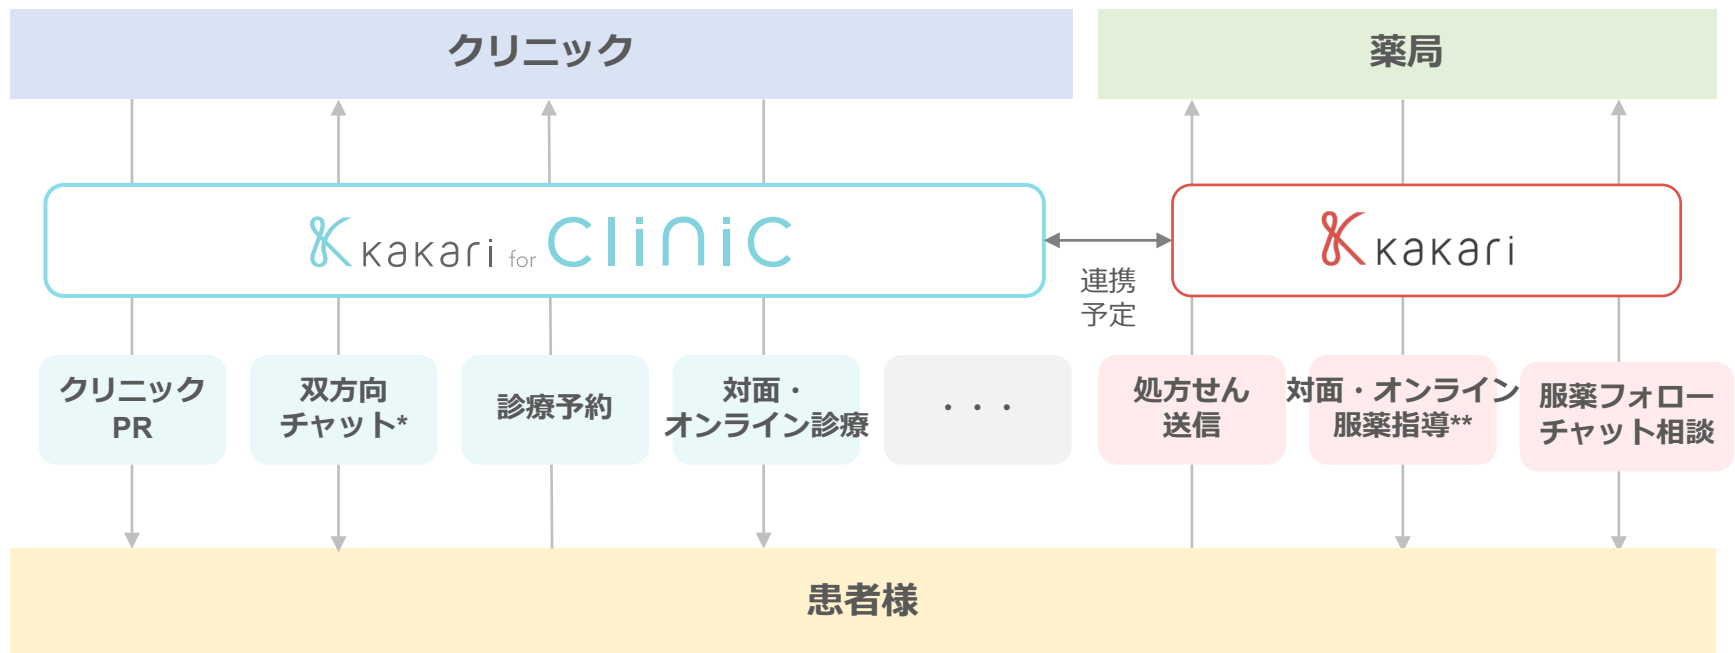 クリニック
薬局
kakari for clinic
kakari
連携
予定
クリニック
PR
双方向
チャット*
診療予約
対面・
オンライン診療
・・・
処方せん
送信
対面・オンライン
服薬指導**
服薬フォロー
チャット相談
患者様